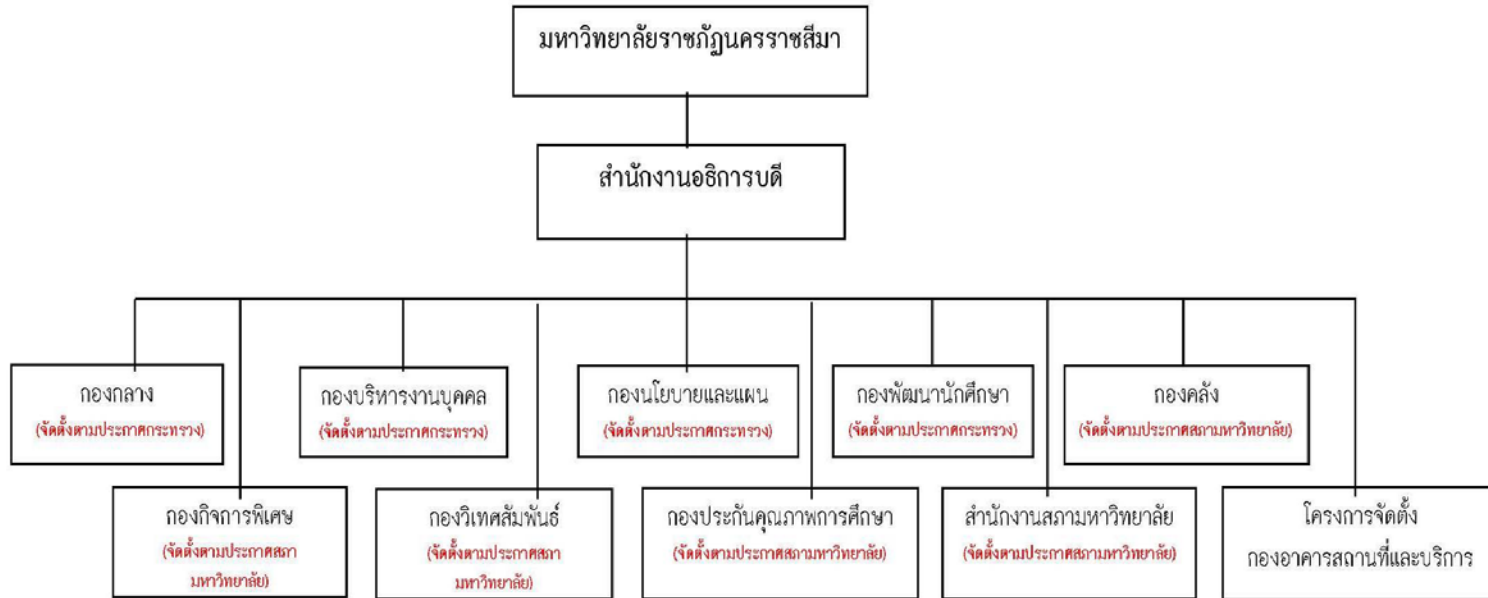 มหาวิทยาลัยราชภัฏนครราชสีมา
สำนักงานอธิการบดี
กองกลาง
(จัดตั้งตามประกาศกระทรวง)
กองบริหารงานบุคคล
(จัดตั้งตามประกาศกระทรวง)
กองนโยบายและแผน
(จัดตั้งตามประกาศกระทรวง)
กองพัฒนานักศึกษา
(จัดตั้งตามประกาศกระทรวง)
กองคลัง
(จัดตั้งตามประกาศสภามหาวิทยาลัย)
กองกิจการพิเศษ
(จัดตั้งตามประกาศสภา
มหาวิทยาลัย)
กองวิเทศสัมพันธ์
(จัดตั้งตามประกาศสภา
มหาวิทยาลัย)
กองประกันคุณภาพการศึกษา
(จัดตั้งตามประกาศสภามหาวิทยาลัย)
สำนักงานสภามหาวิทยาลัย
(จัดตั้งตามประกาศสภามหาวิทยาลัย)
โครงการจัดตั้ง
กองอาคารสถานที่และบริการ